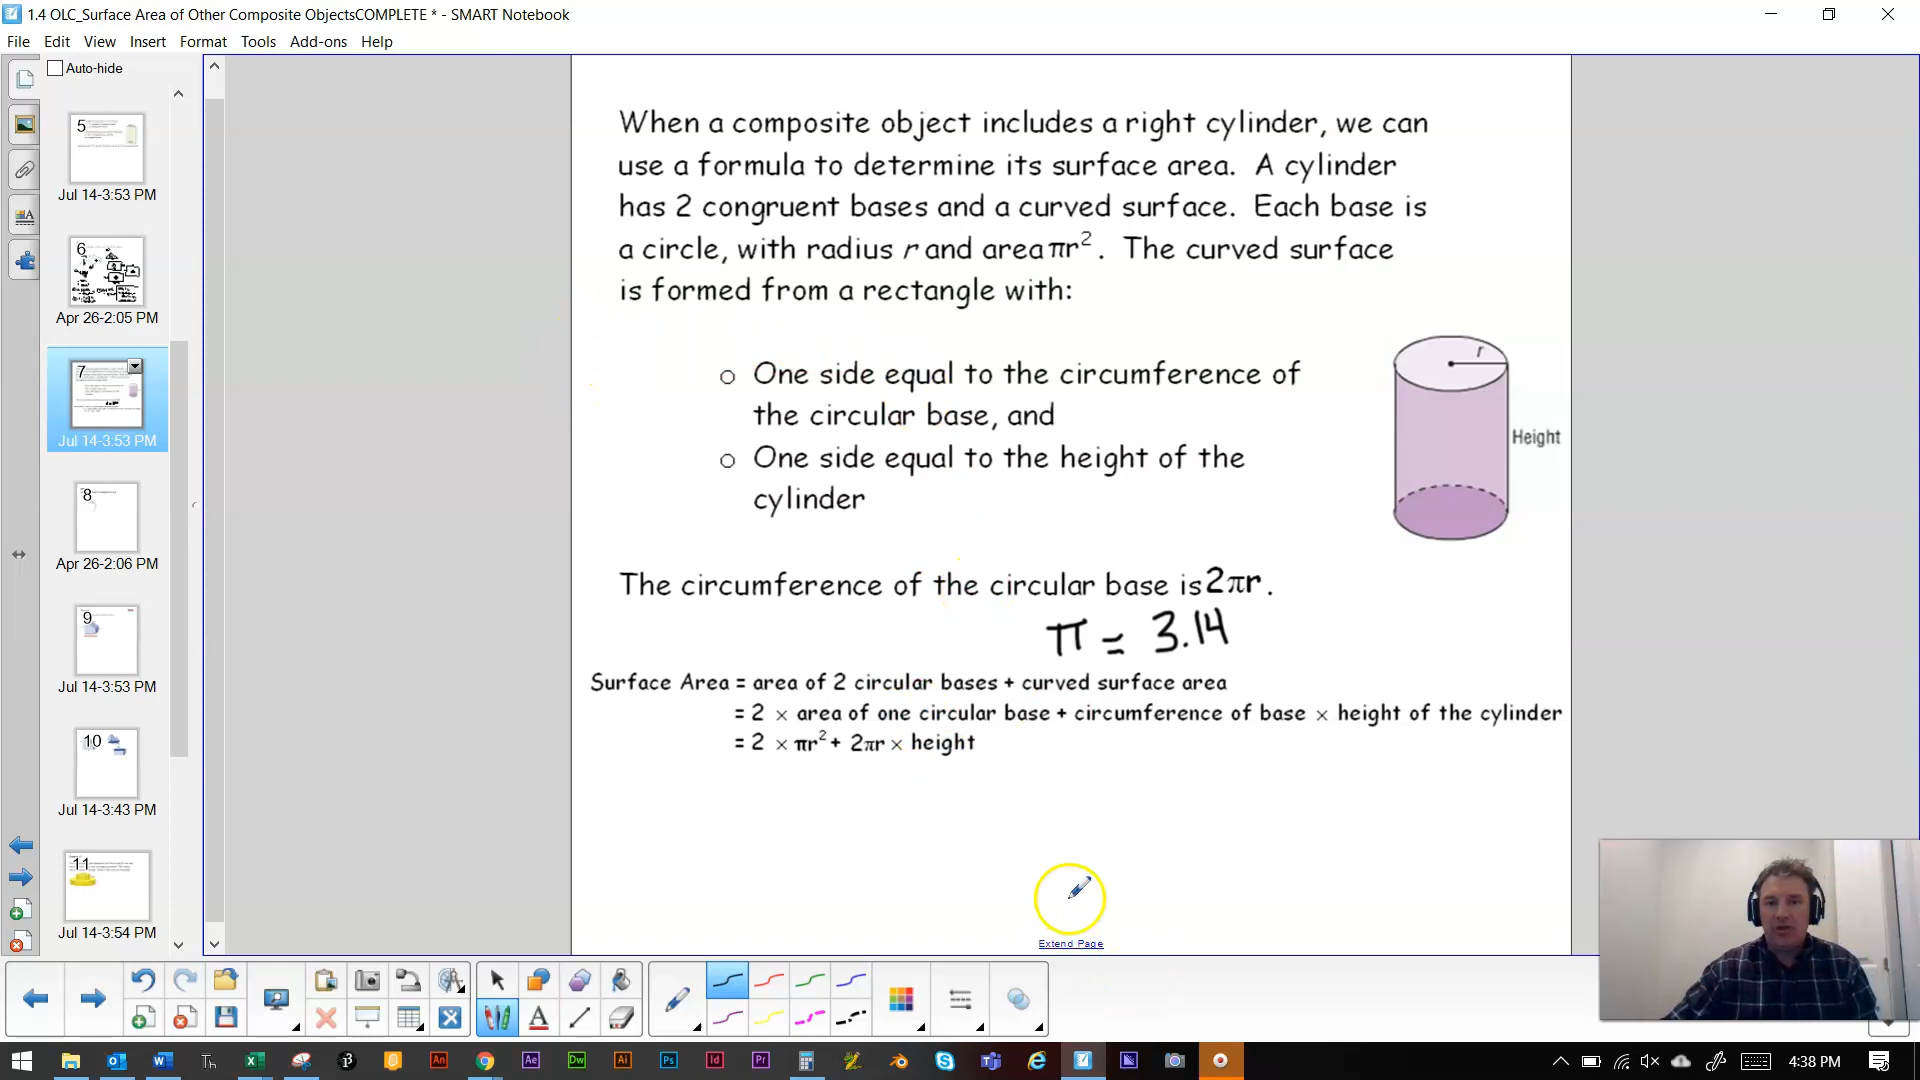 1.4 OLC_Surface Area of Other Composite ObjectsCOMPLETE * - SMART Notebook
File Edit View Insert Format Tools Add-ons Help
Auto-hide
5
Jul 14-3:53 PM
6
Apr 26-2:05 PM
7
Jul 14-3:53 PM
8
Apr 26-2:06 PM
9
Jul 14-3:53 PM
10
Jul 14-3:43 PM
11
Jul 14-3:54 PM
When a composite object includes a right cylinder, we can
use a formula to determine its surface area. A cylinder
has 2 congruent bases and a curved surface. Each base is
a circle, with radius r and area πr². The curved surface
is formed from a rectangle with:
o One side equal to the circumference of
the circular base, and
o One side equal to the height of the
cylinder
r
Height
The circumference of the circular base is 2πr.
π = 3.14
Surface Area = area of 2 circular bases + curved surface area
= 2 × area of one circular base + circumference of base × height of the cylinder
= 2 × πr² + 2πr × height
Extend Page
4:38 PM